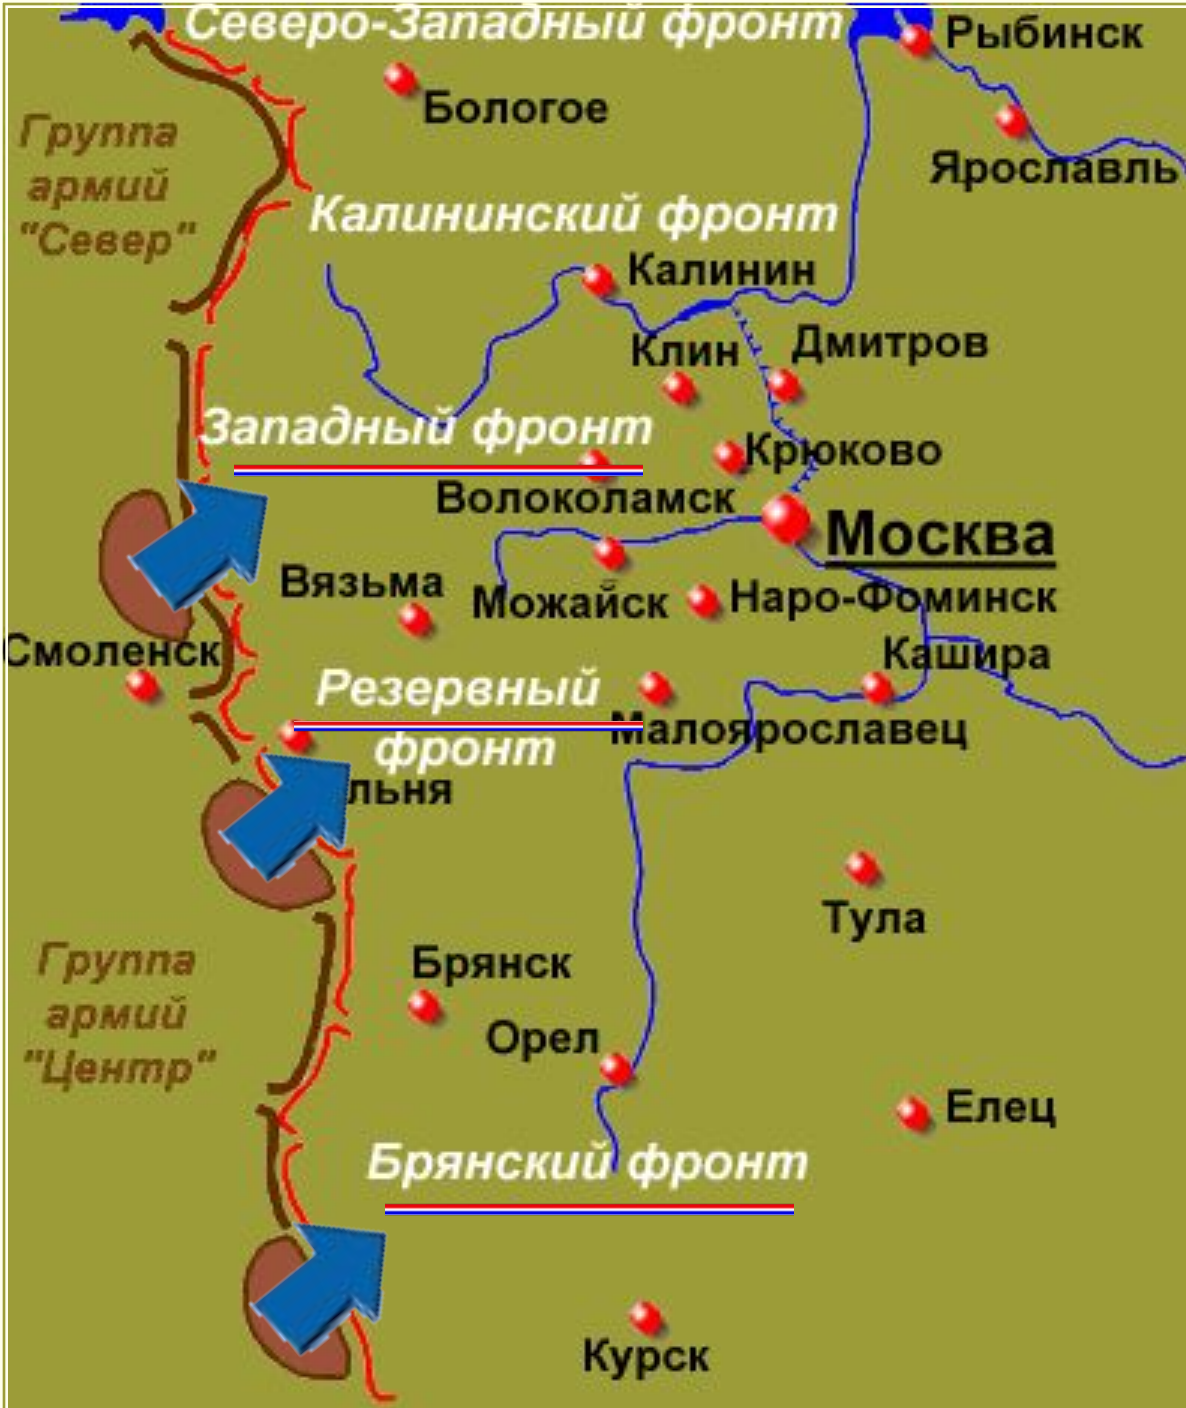 Северо-Западный фронт
Рыбинск
Бологое
Ярославль
Группа
армий
"Север"
Калининский фронт
Калинин
Клин
Дмитров
Западный фронт
Крюково
Волоколамск
Москва
Вязьма
Можайск
Наро-Фоминск
Смоленск
Кашира
Резервный
фронт
Малоярославец
льня
Тула
Группа
армий
"Центр"
Брянск
Орел
Елец
Брянский фронт
Курск